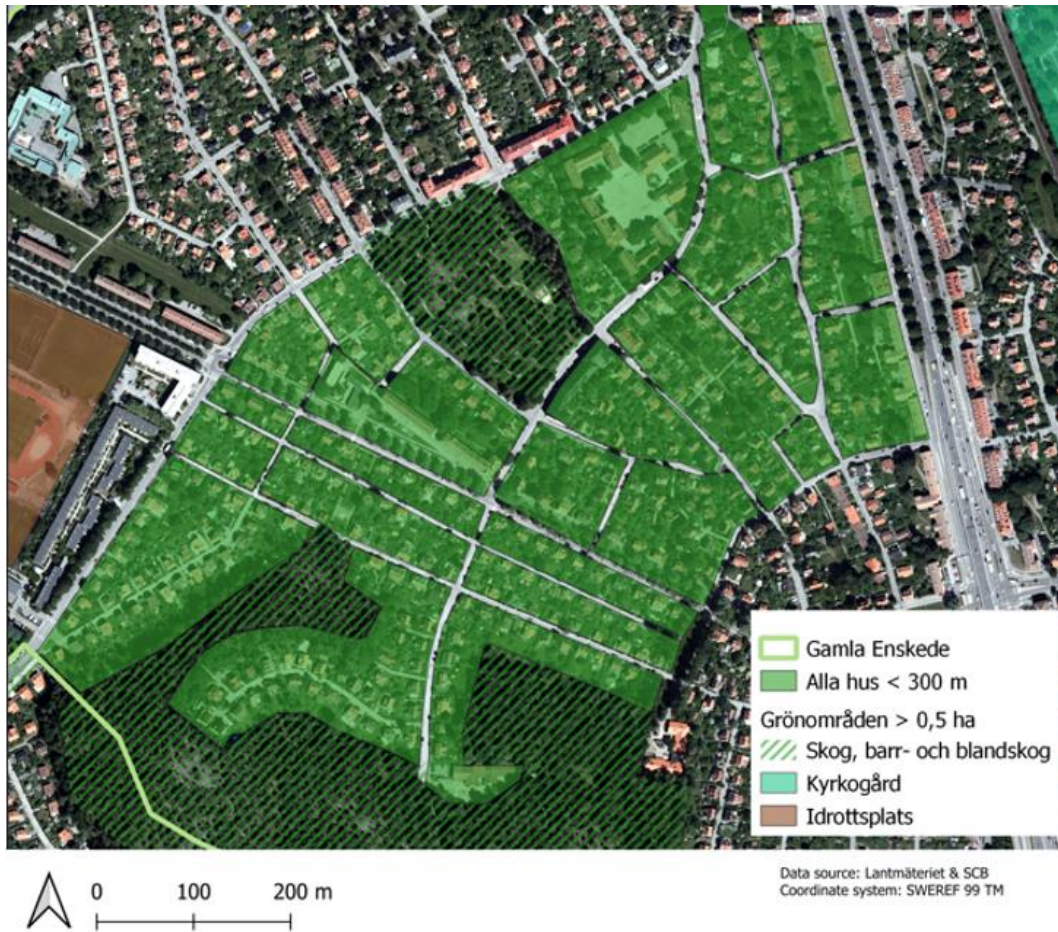 Gamla Enskede
Alla hus < 300 m
Grönområden > 0,5 ha
Skog, barr- och blandskog
Kyrkogård
Idrottsplats
0 100 200 m
Data source: Lantmäteriet & SCB
Coordinate system: SWEREF 99 TM